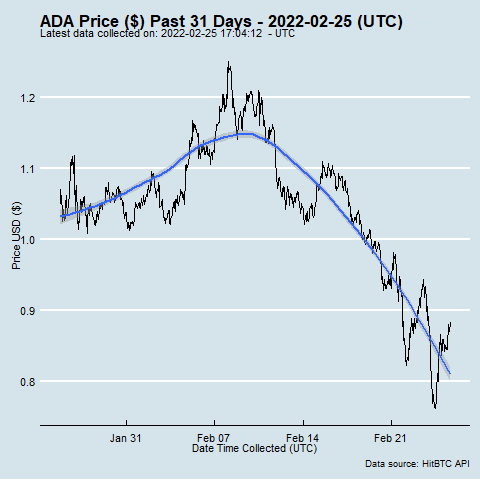 ADA Price ($) Past 31 Days - 2022-02-25 (UTC)
Latest data collected on: 2022-02-25 17:04:12 - UTC
1.2
1.1
1.0
0.9
0.8
Price USD ($)
Jan 31 Feb 07 Feb 14 Feb 21
Date Time Collected (UTC)
Data source: HitBTC API